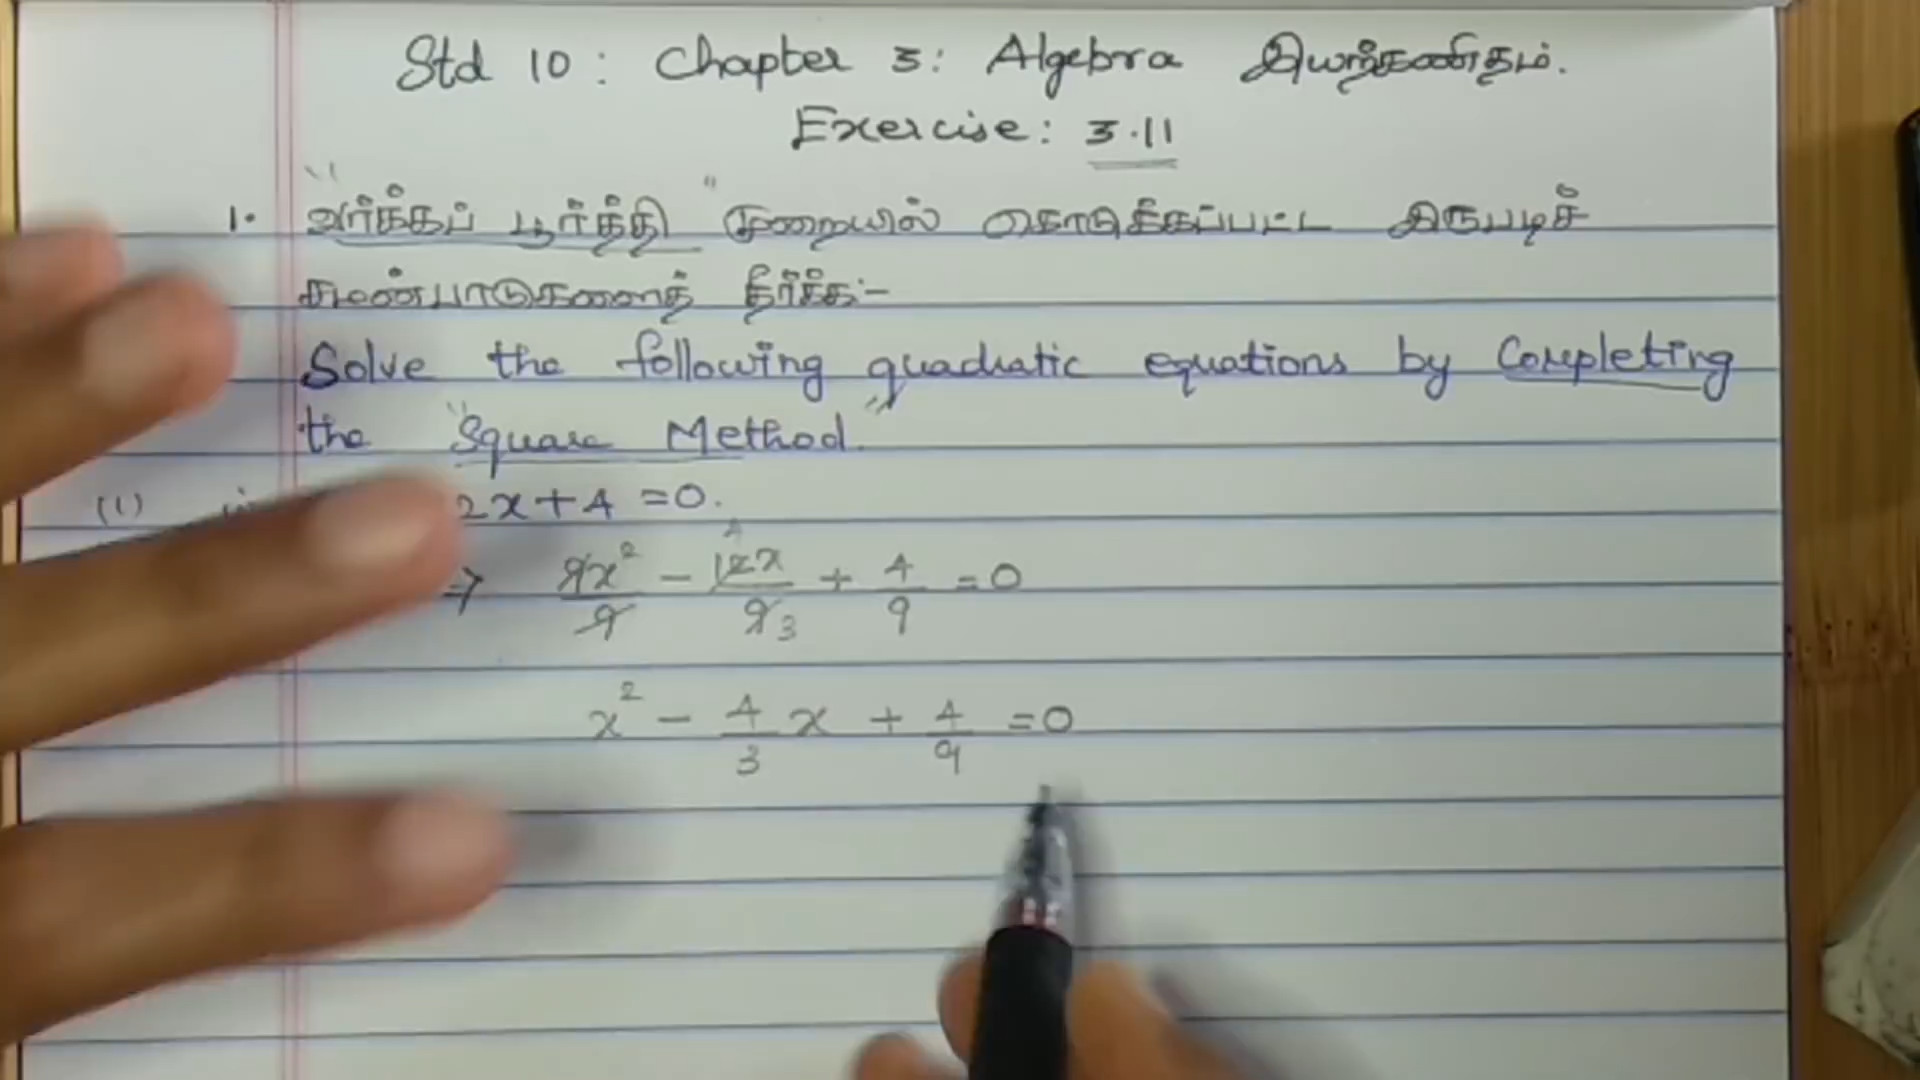 Std 10 : Chapter 3 : Algebra இயற்கணிதம்.
Exercise : 3.11
1. "வர்க்கப் பூர்த்தி" முறையில் கொடுக்கப்பட்ட இருபடிச்
சமன்பாடுகளைத் தீர்க்க:-
Solve the following quadratic equations by Completing
the "Square Method".
(1) 2x + 4 = 0.
⇒ 9x²/9 - 12x/9 4 3 + 4/9 = 0
x² - 4/3 x + 4/9 = 0